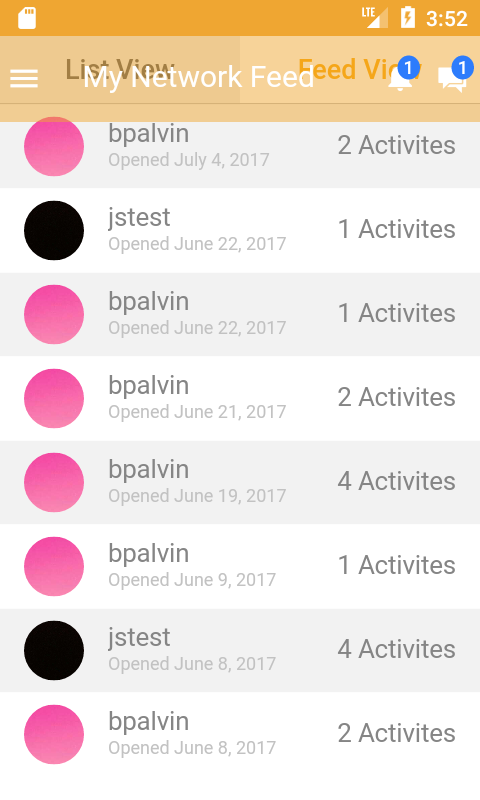 LTE 3:52
List View Feed View
My Network Feed 1 1
bpalvin
Opened July 4, 2017
2 Activites
jstest
Opened June 22, 2017
1 Activites
bpalvin
Opened June 22, 2017
1 Activites
bpalvin
Opened June 21, 2017
2 Activites
bpalvin
Opened June 19, 2017
4 Activites
bpalvin
Opened June 9, 2017
1 Activites
jstest
Opened June 8, 2017
4 Activites
bpalvin
Opened June 8, 2017
2 Activites